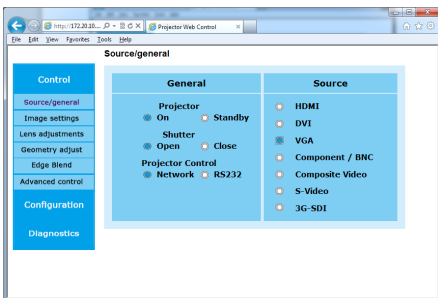 http://172.20.10....
Projector Web Control
File Edit View Favorites Tools Help
Source/general
Control
Source/general
Image settings
Lens adjustments
Geometry adjust
Edge Blend
Advanced control
Configuration
Diagnostics
General
Projector
On Standby
Shutter
Open Close
Projector Control
Network RS232
Source
HDMI
DVI
VGA
Component / BNC
Composite Video
S-Video
3G-SDI